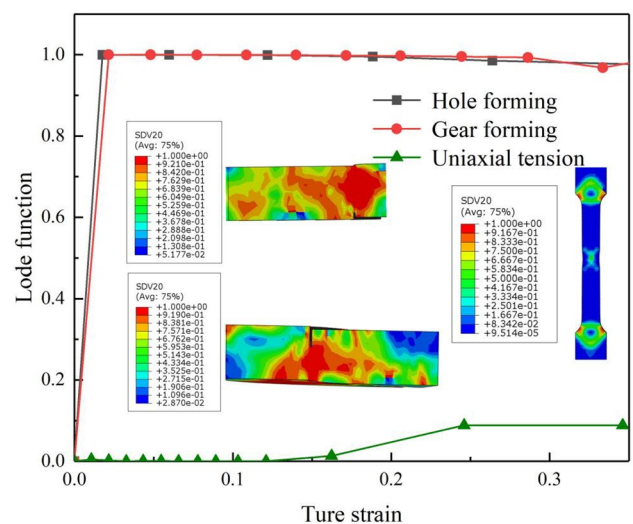 1.0
0.8
0.6
0.4
0.2
0.0
Lode function
0.0
0.1
0.2
0.3
Ture strain
Hole forming
Gear forming
Uniaxial tension
SDV20
(Avg: 75%)
+1.000e+00
+9.210e-01
+8.420e-01
+7.629e-01
+6.839e-01
+6.049e-01
+5.259e-01
+4.469e-01
+3.678e-01
+2.888e-01
+2.098e-01
+1.308e-01
+5.177e-02
SDV20
(Avg: 75%)
+1.000e+00
+9.167e-01
+8.333e-01
+7.500e-01
+6.667e-01
+5.834e-01
+5.000e-01
+4.167e-01
+3.334e-01
+2.501e-01
+1.667e-01
+8.342e-02
+9.514e-05
SDV20
(Avg: 75%)
+1.000e+00
+9.190e-01
+8.381e-01
+7.571e-01
+6.762e-01
+5.953e-01
+5.143e-01
+4.334e-01
+3.525e-01
+2.715e-01
+1.906e-01
+1.096e-01
+2.870e-02